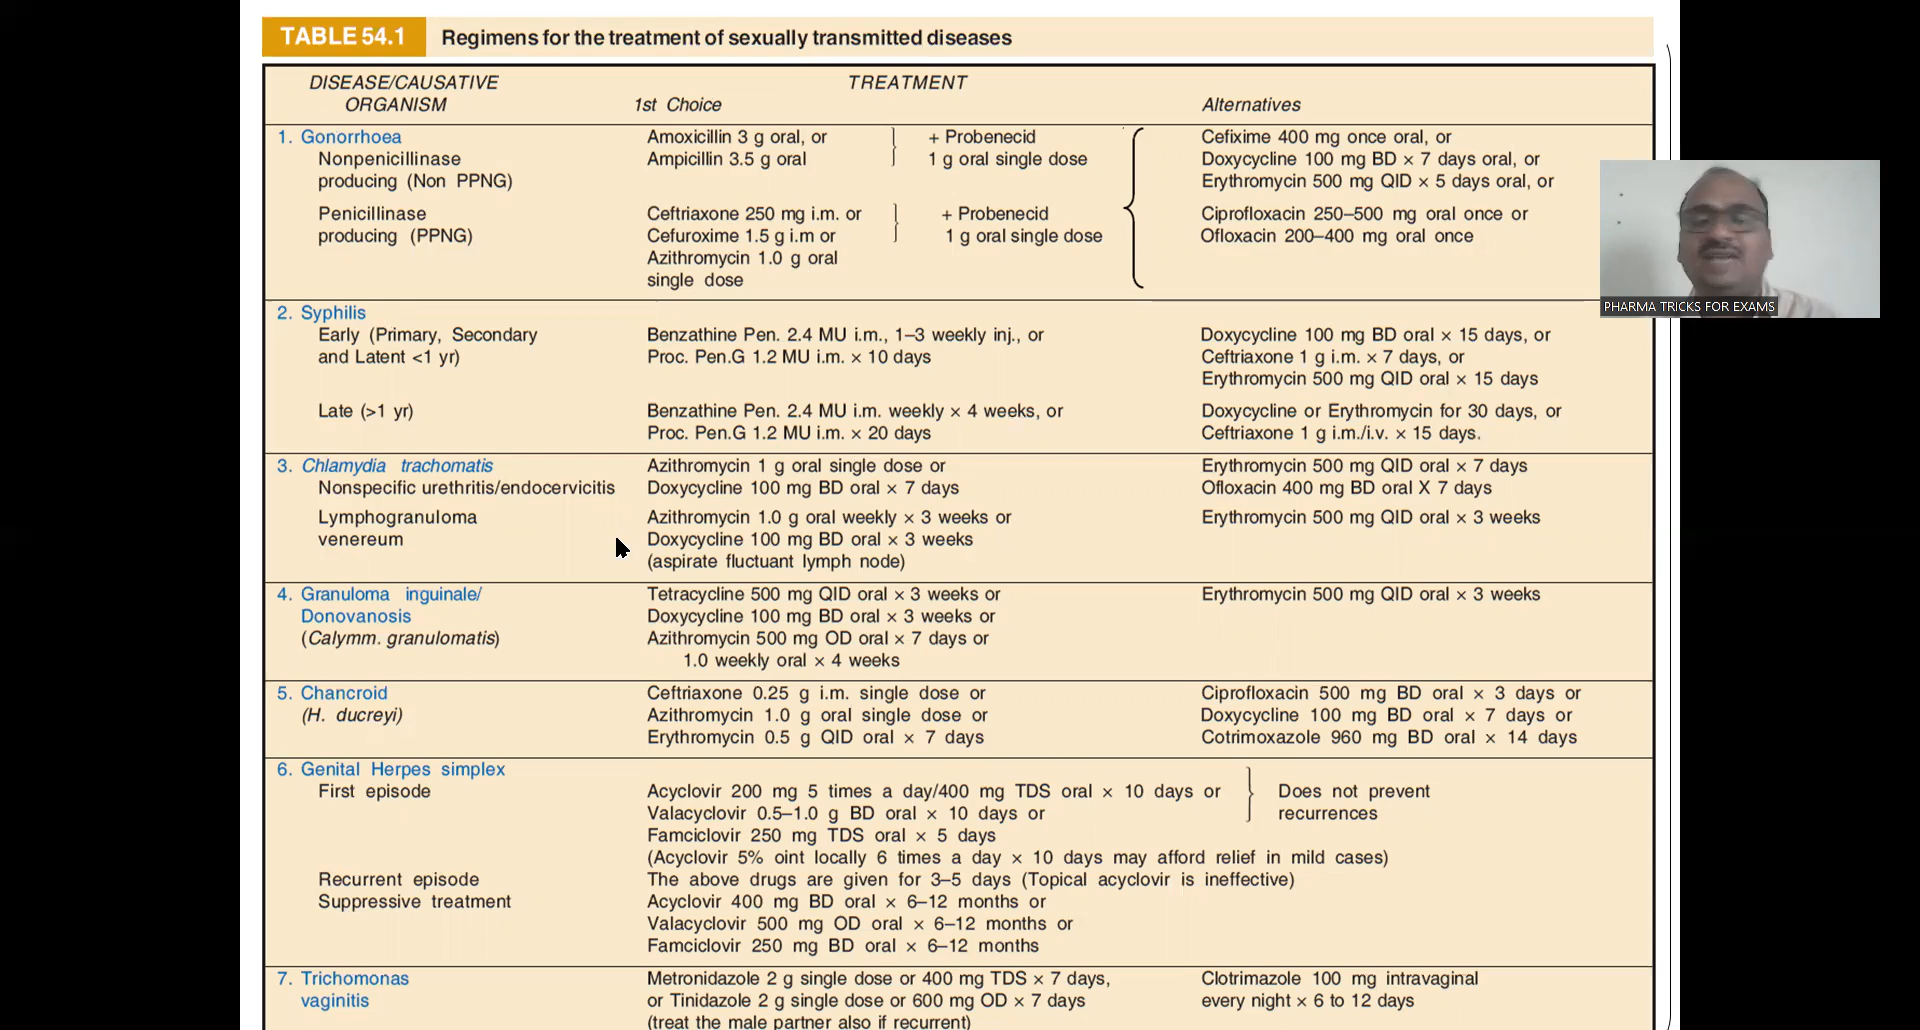 TABLE 54.1 Regimens for the treatment of sexually transmitted diseases
DISEASE/CAUSATIVE TREATMENT
ORGANISM 1st Choice Alternatives
1. Gonorrhoea Amoxicillin 3 g oral, or + Probenecid Cefixime 400 mg once oral, or
Nonpenicillinase Ampicillin 3.5 g oral 1 g oral single dose Doxycycline 100 mg BD × 7 days oral, or
producing (Non PPNG) Erythromycin 500 mg QID × 5 days oral, or
Penicillinase Ceftriaxone 250 mg i.m. or + Probenecid Ciprofloxacin 250–500 mg oral once or
producing (PPNG) Cefuroxime 1.5 g i.m or 1 g oral single dose Ofloxacin 200–400 mg oral once
Azithromycin 1.0 g oral
single dose
PHARMA TRICKS FOR EXAMS
2. Syphilis
Early (Primary, Secondary Benzathine Pen. 2.4 MU i.m., 1–3 weekly inj., or Doxycycline 100 mg BD oral × 15 days, or
and Latent <1 yr) Proc. Pen.G 1.2 MU i.m. × 10 days Ceftriaxone 1 g i.m. × 7 days, or
Erythromycin 500 mg QID oral × 15 days
Late (>1 yr) Benzathine Pen. 2.4 MU i.m. weekly × 4 weeks, or Doxycycline or Erythromycin for 30 days, or
Proc. Pen.G 1.2 MU i.m. × 20 days Ceftriaxone 1 g i.m./i.v. × 15 days.
3. Chlamydia trachomatis Azithromycin 1 g oral single dose or Erythromycin 500 mg QID oral × 7 days
Nonspecific urethritis/endocervicitis Doxycycline 100 mg BD oral × 7 days Ofloxacin 400 mg BD oral X 7 days
Lymphogranuloma Azithromycin 1.0 g oral weekly × 3 weeks or Erythromycin 500 mg QID oral × 3 weeks
venereum Doxycycline 100 mg BD oral × 3 weeks
(aspirate fluctuant lymph node)
4. Granuloma inguinale/ Tetracycline 500 mg QID oral × 3 weeks or Erythromycin 500 mg QID oral × 3 weeks
Donovanosis Doxycycline 100 mg BD oral × 3 weeks or
(Calymm. granulomatis) Azithromycin 500 mg OD oral × 7 days or
1.0 weekly oral × 4 weeks
5. Chancroid Ceftriaxone 0.25 g i.m. single dose or Ciprofloxacin 500 mg BD oral × 3 days or
(H. ducreyi) Azithromycin 1.0 g oral single dose or Doxycycline 100 mg BD oral × 7 days or
Erythromycin 0.5 g QID oral × 7 days Cotrimoxazole 960 mg BD oral × 14 days
6. Genital Herpes simplex
First episode Acyclovir 200 mg 5 times a day/400 mg TDS oral × 10 days or Does not prevent
Valacyclovir 0.5–1.0 g BD oral × 10 days or recurrences
Famciclovir 250 mg TDS oral × 5 days
(Acyclovir 5% oint locally 6 times a day × 10 days may afford relief in mild cases)
Recurrent episode The above drugs are given for 3–5 days (Topical acyclovir is ineffective)
Suppressive treatment Acyclovir 400 mg BD oral × 6–12 months or
Valacyclovir 500 mg OD oral × 6–12 months or
Famciclovir 250 mg BD oral × 6–12 months
7. Trichomonas Metronidazole 2 g single dose or 400 mg TDS × 7 days, Clotrimazole 100 mg intravaginal
vaginitis or Tinidazole 2 g single dose or 600 mg OD × 7 days every night × 6 to 12 days
(treat the male partner also if recurrent)